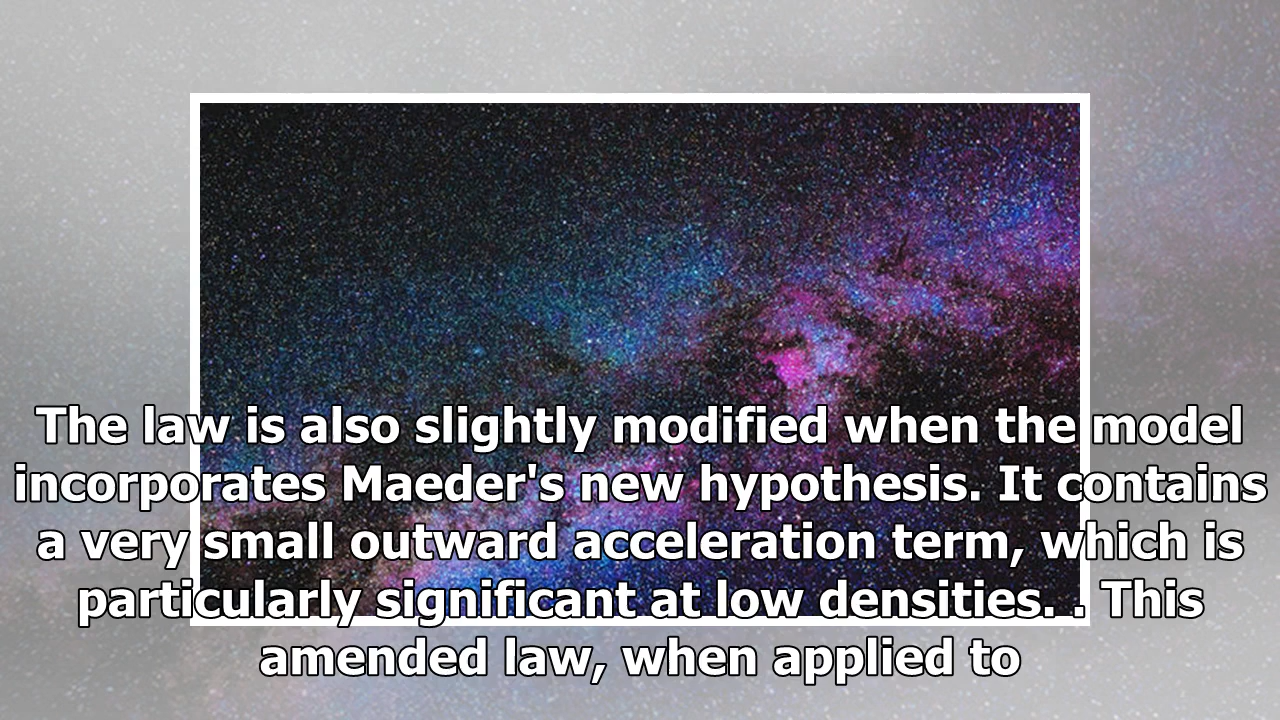 The law is also slightly modified when the model
incorporates Maeder's new hypothesis. It contains
a very small outward acceleration term, which is
particularly significant at low densities. . This
amended law, when applied to